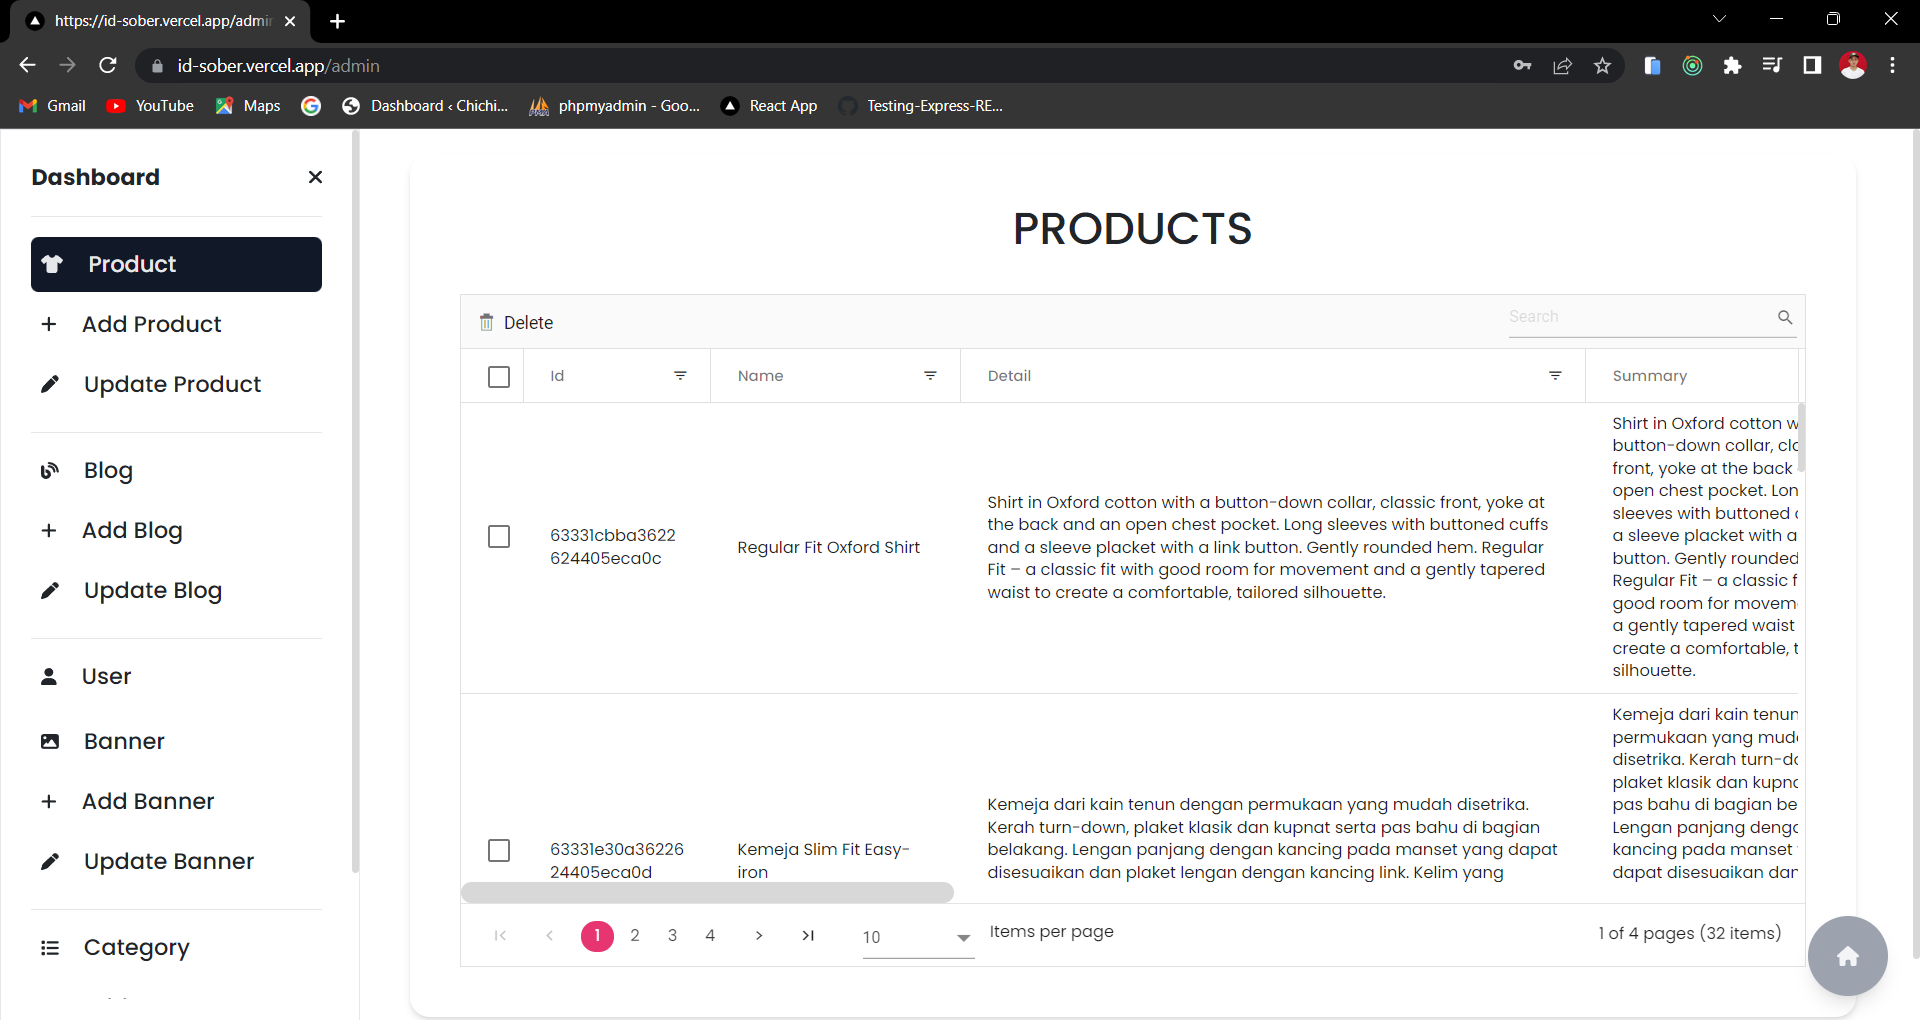 https://id-sober.vercel.app/admin
id-sober.vercel.app/admin
Gmail
YouTube
Maps
Dashboard ‹ Chichi...
phpmyadmin - Goo...
React App
Testing-Express-RE...
Dashboard
Product
Add Product
Update Product
Blog
Add Blog
Update Blog
User
Banner
Add Banner
Update Banner
Category
PRODUCTS
Delete
Search
Id
Name
Detail
Summary
63331cbba3622
624405eca0c
Regular Fit Oxford Shirt
Shirt in Oxford cotton with a button-down collar, classic front, yoke at
the back and an open chest pocket. Long sleeves with buttoned cuffs
and a sleeve placket with a link button. Gently rounded hem. Regular
Fit – a classic fit with good room for movement and a gently tapered
waist to create a comfortable, tailored silhouette.
Shirt in Oxford cotton w
button-down collar, cla
front, yoke at the back
open chest pocket. Lon
sleeves with buttoned c
a sleeve placket with a
button. Gently rounded
Regular Fit – a classic f
good room for movem
a gently tapered waist
create a comfortable, t
silhouette.
63331e30a36226
24405eca0d
Kemeja Slim Fit Easy-
iron
Kemeja dari kain tenun dengan permukaan yang mudah disetrika.
Kerah turn-down, plaket klasik dan kupnat serta pas bahu di bagian
belakang. Lengan panjang dengan kancing pada manset yang dapat
disesuaikan dan plaket lengan dengan kancing link. Kelim yang
Kemeja dari kain tenun
permukaan yang mud
disetrika. Kerah turn-do
plaket klasik dan kupna
pas bahu di bagian be
Lengan panjang denga
kancing pada manset
dapat disesuaikan dan
1
2
3
4
10
Items per page
1 of 4 pages (32 items)